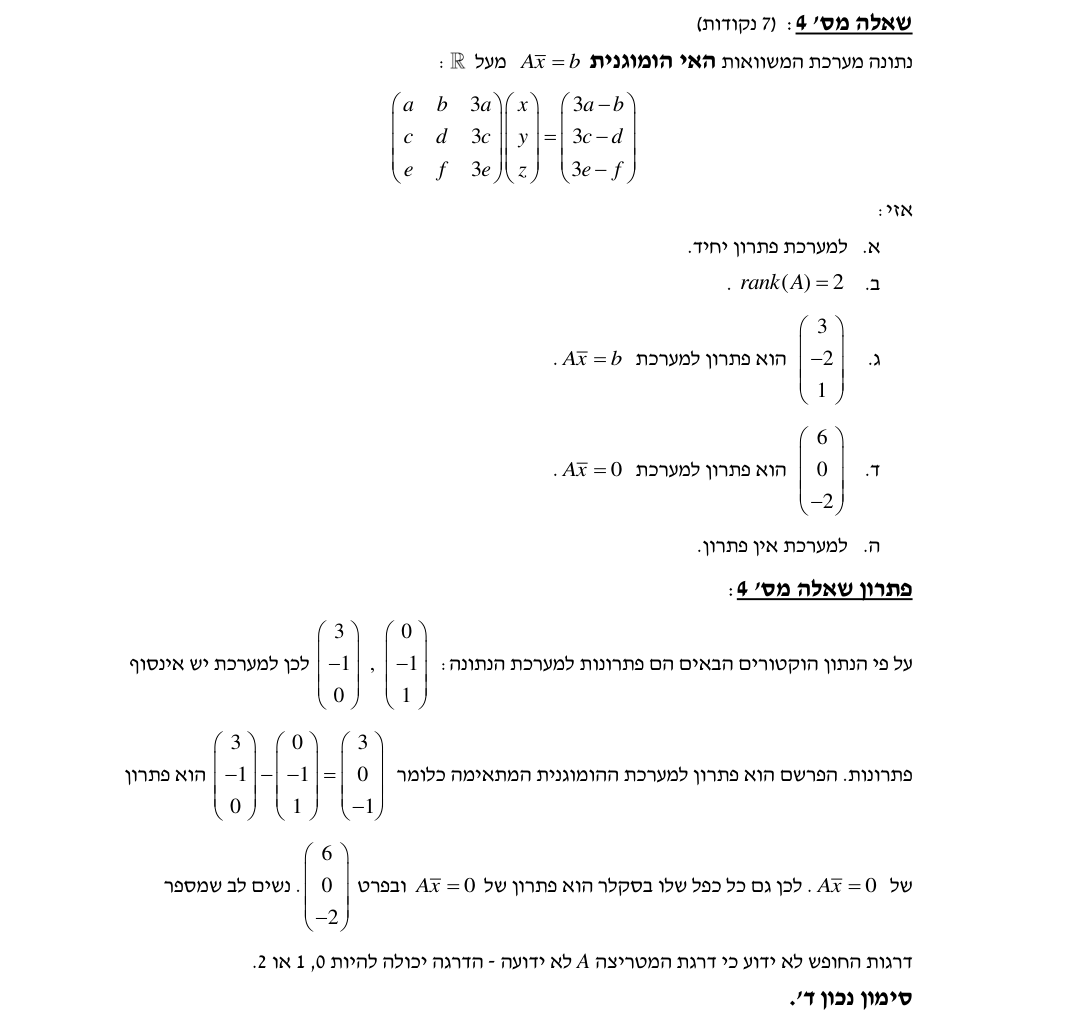 שאלה מס' 4 : (7 נקודות)
נתונה מערכת המשוואות האי הומוגנית Ax̅ = b מעל ℝ :
(a b 3a) (x) (3a − b)
(c d 3c) (y) = (3c − d)
(e f 3e) (z) (3e − f)
אזי :
א. למערכת פתרון יחיד.
ב. rank(A) = 2 .
ג. (3, −2, 1) הוא פתרון למערכת Ax̅ = b .
ד. (6, 0, −2) הוא פתרון למערכת Ax̅ = 0 .
ה. למערכת אין פתרון.
פתרון שאלה מס' 4 :
על פי הנתון הוקטורים הבאים הם פתרונות למערכת הנתונה : (0, −1, 1) , (3, −1, 0) לכן למערכת יש אינסוף
פתרונות. הפרשם הוא פתרון למערכת ההומוגנית המתאימה כלומר (3, −1, 0) − (0, −1, 1) = (3, 0, −1) הוא פתרון
של Ax̅ = 0 . לכן גם כל כפל שלו בסקלר הוא פתרון של Ax̅ = 0 ובפרט (6, 0, −2) . נשים לב שמספר
דרגות החופש לא ידוע כי דרגת המטריצה A לא ידועה - הדרגה יכולה להיות 0, 1 או 2.
סימון נכון ד'.